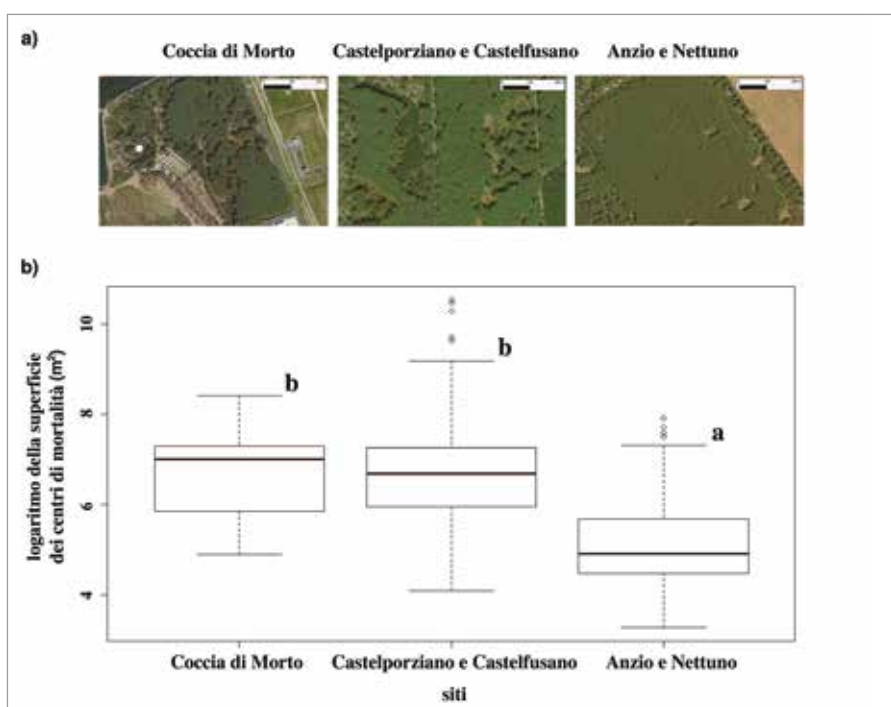 a)
Coccia di Morto Castelporziano e Castelfusano Anzio e Nettuno
b)
logaritmo della superficie
dei centri di mortalità (m²)
10
8
6
4
b
b
a
Coccia di Morto Castelporziano e Castelfusano Anzio e Nettuno
siti